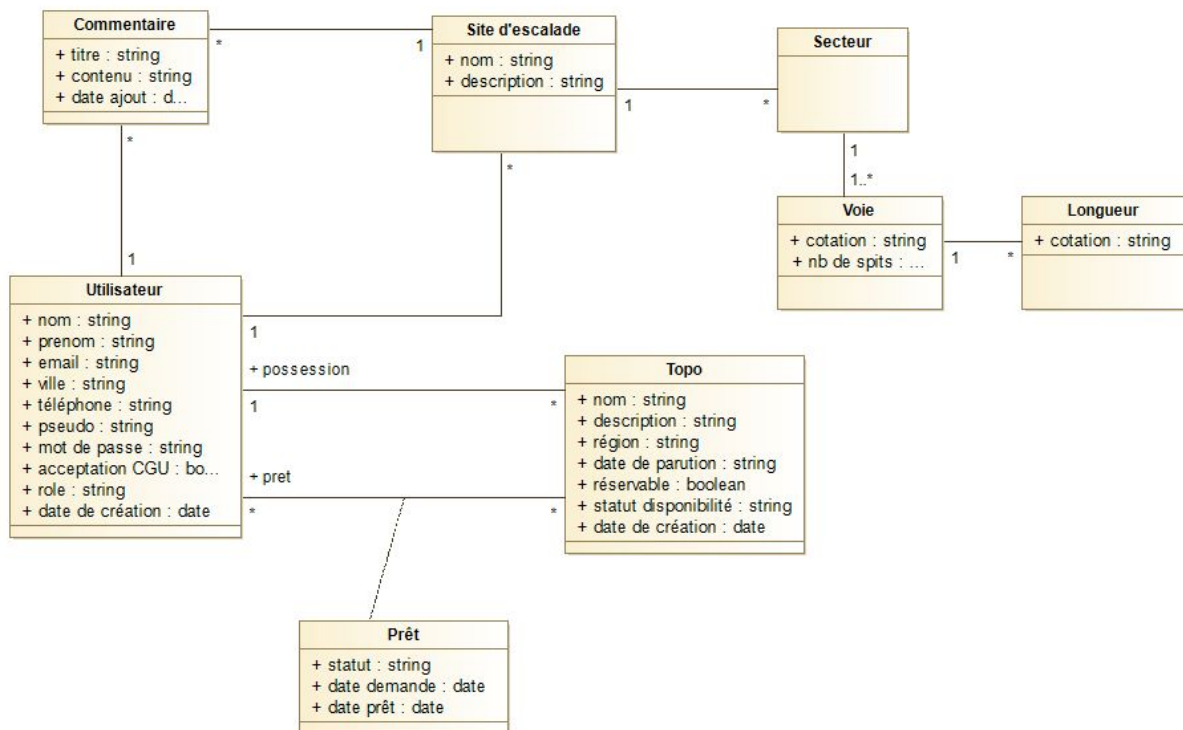 Commentaire
+ titre : string
+ contenu : string
+ date ajout : d...
*
1
Site d'escalade
+ nom : string
+ description : string
1
*
Secteur
1
1..*
Voie
+ cotation : string
+ nb de spits : ...
1
*
Longueur
+ cotation : string
*
1
*
1
Utilisateur
+ nom : string
+ prenom : string
+ email : string
+ ville : string
+ téléphone : string
+ pseudo : string
+ mot de passe : string
+ acceptation CGU : bo...
+ role : string
+ date de création : date
+ possession
1
*
+ pret
*
*
Topo
+ nom : string
+ description : string
+ région : string
+ date de parution : string
+ réservable : boolean
+ statut disponibilité : string
+ date de création : date
Prêt
+ statut : string
+ date demande : date
+ date prêt : date